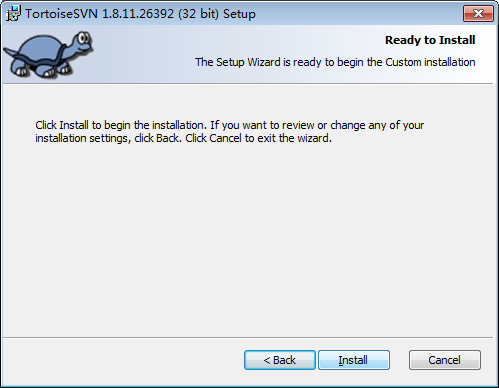 TortoiseSVN 1.8.11.26392 (32 bit) Setup
Ready to Install
The Setup Wizard is ready to begin the Custom installation
Click Install to begin the installation. If you want to review or change any of your
installation settings, click Back. Click Cancel to exit the wizard.
< Back
Install
Cancel